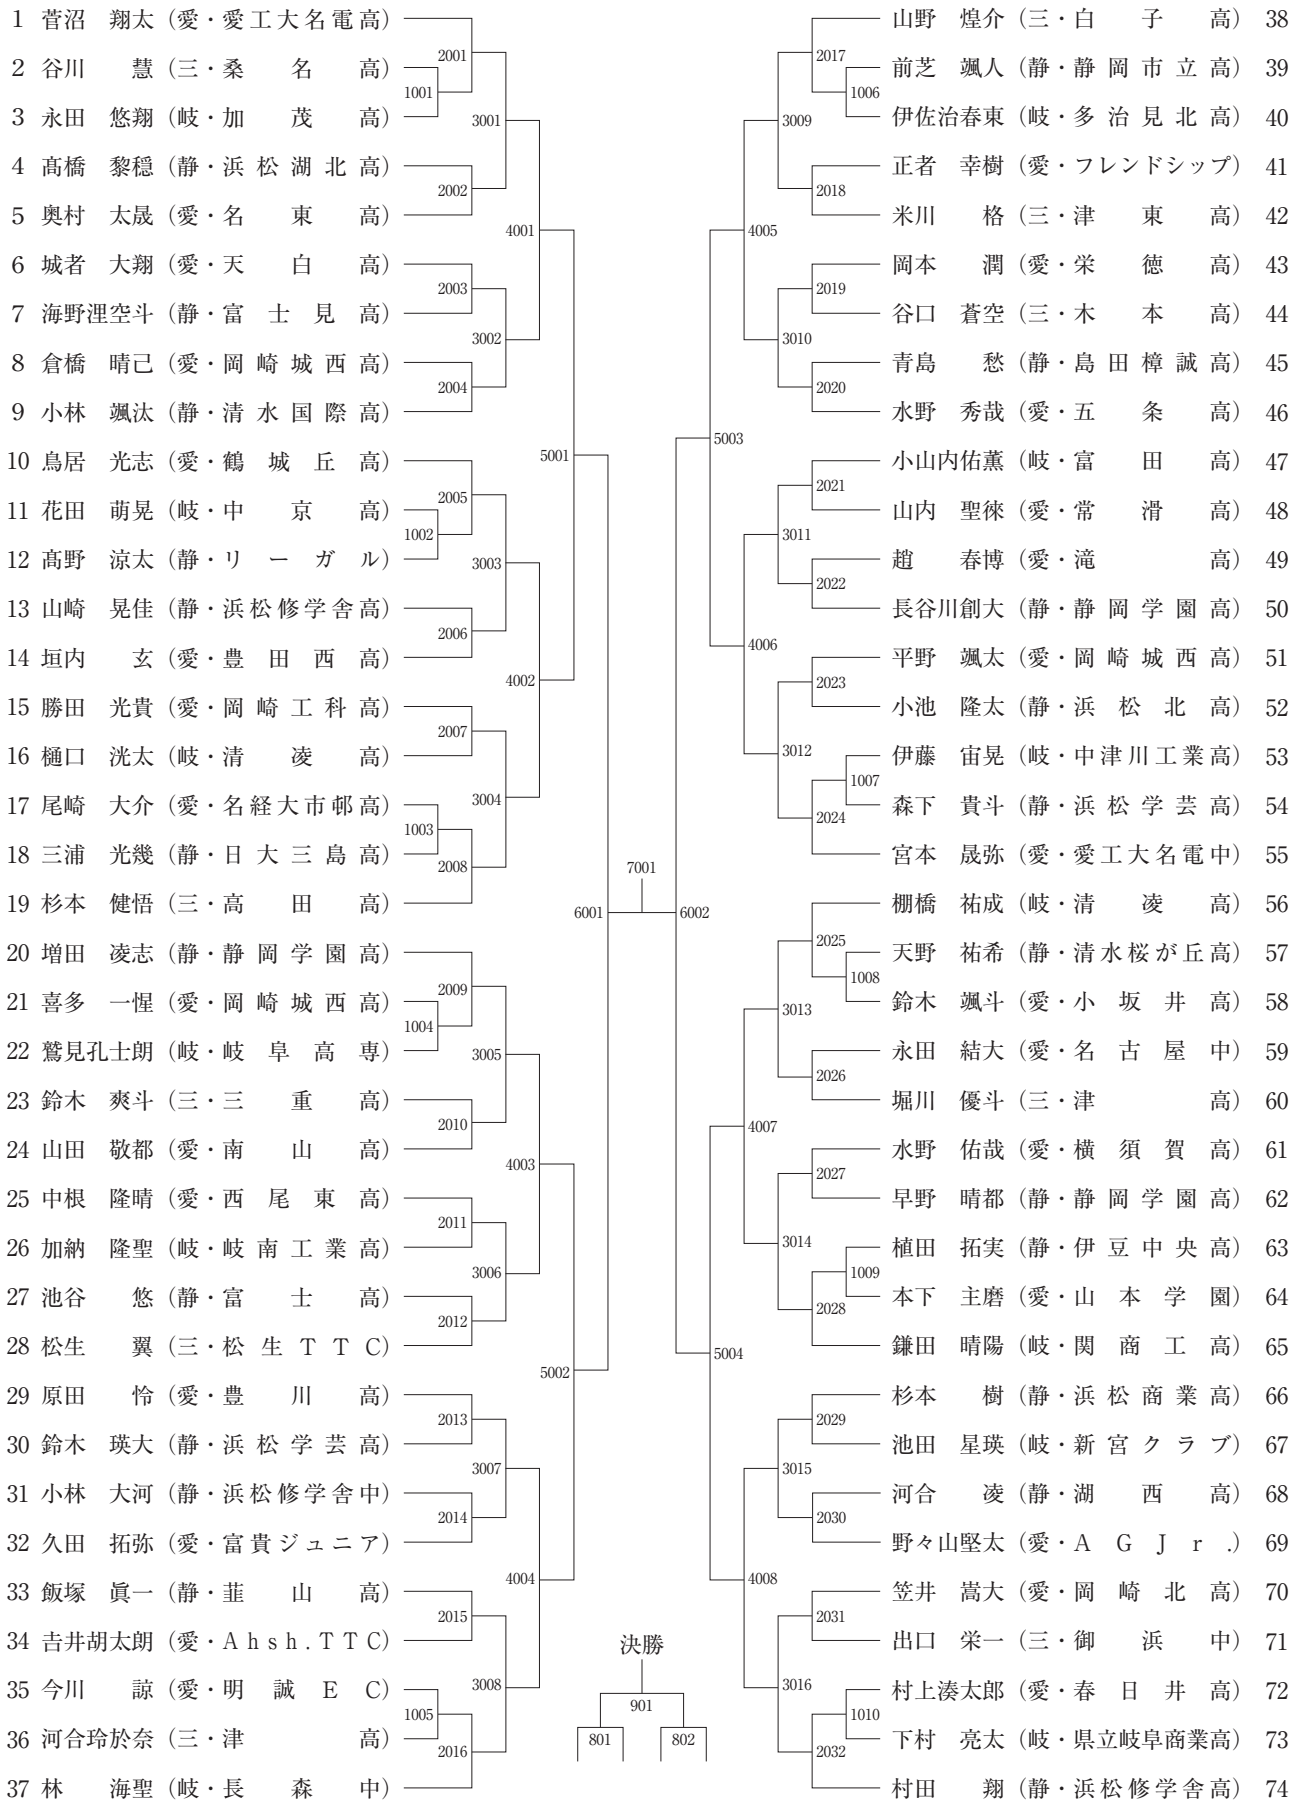 1 菅沼 翔太（愛・愛工大名電高）
2 谷川 慧（三・桑名高）
3 永田 悠翔（岐・加茂高）
4 髙橋 黎穏（静・浜松湖北高）
5 奥村 太晟（愛・名東高）
6 城者 大翔（愛・天白高）
7 海野浬空斗（静・富士見高）
8 倉橋 晴己（愛・岡崎城西高）
9 小林 颯汰（静・清水国際高）
10 鳥居 光志（愛・鶴城丘高）
11 花田 萌晃（岐・中京高）
12 髙野 涼太（静・リーガル）
13 山崎 晃佳（静・浜松修学舎高）
14 垣内 玄（愛・豊田西高）
15 勝田 光貴（愛・岡崎工科高）
16 樋口 洸太（岐・清凌高）
17 尾崎 大介（愛・名経大市邨高）
18 三浦 光幾（静・日大三島高）
19 杉本 健悟（三・高田高）
20 増田 凌志（静・静岡学園高）
21 喜多 一惺（愛・岡崎城西高）
22 鷲見孔士朗（岐・岐阜高専）
23 鈴木 爽斗（三・三重高）
24 山田 敬都（愛・南山高）
25 中根 隆晴（愛・西尾東高）
26 加納 隆聖（岐・岐南工業高）
27 池谷 悠（静・富士高）
28 松生 翼（三・松生TTC）
29 原田 怜（愛・豊川高）
30 鈴木 瑛大（静・浜松学芸高）
31 小林 大河（静・浜松修学舎中）
32 久田 拓弥（愛・富貴ジュニア）
33 飯塚 眞一（静・韮山高）
34 𠮷井胡太朗（愛・Ahsh.TTC）
35 今川 諒（愛・明誠EC）
36 河合玲於奈（三・津高）
37 林 海聖（岐・長森中）
1001
1002
1003
1004
1005
2001
2002
2003
2004
2005
2006
2007
2008
2009
2010
2011
2012
2013
2014
2015
2016
3001
3002
3003
3004
3005
3006
3007
3008
4001
4002
4003
4004
5001
5002
6001
7001
6002
決勝
901
801 802
5003
5004
4005
4006
4007
4008
3009
3010
3011
3012
3013
3014
3015
3016
2017
2018
2019
2020
2021
2022
2023
2024
2025
2026
2027
2028
2029
2030
2031
2032
1006
1007
1008
1009
1010
山野 煌介（三・白子高） 38
前芝 颯人（静・静岡市立高） 39
伊佐治春東（岐・多治見北高） 40
正者 幸樹（愛・フレンドシップ） 41
米川 格（三・津東高） 42
岡本 潤（愛・栄徳高） 43
谷口 蒼空（三・木本高） 44
青島 愁（静・島田樟誠高） 45
水野 秀哉（愛・五条高） 46
小山内佑薫（岐・富田高） 47
山内 聖徠（愛・常滑高） 48
趙 春博（愛・滝高） 49
長谷川創大（静・静岡学園高） 50
平野 颯太（愛・岡崎城西高） 51
小池 隆太（静・浜松北高） 52
伊藤 宙晃（岐・中津川工業高） 53
森下 貴斗（静・浜松学芸高） 54
宮本 晟弥（愛・愛工大名電中） 55
棚橋 祐成（岐・清凌高） 56
天野 祐希（静・清水桜が丘高） 57
鈴木 颯斗（愛・小坂井高） 58
永田 結大（愛・名古屋中） 59
堀川 優斗（三・津高） 60
水野 佑哉（愛・横須賀高） 61
早野 晴都（静・静岡学園高） 62
植田 拓実（静・伊豆中央高） 63
本下 主磨（愛・山本学園） 64
鎌田 晴陽（岐・関商工高） 65
杉本 樹（静・浜松商業高） 66
池田 星瑛（岐・新宮クラブ） 67
河合 凌（静・湖西高） 68
野々山堅太（愛・AGJr.） 69
笠井 嵩大（愛・岡崎北高） 70
出口 栄一（三・御浜中） 71
村上湊太郎（愛・春日井高） 72
下村 亮太（岐・県立岐阜商業高） 73
村田 翔（静・浜松修学舎高） 74